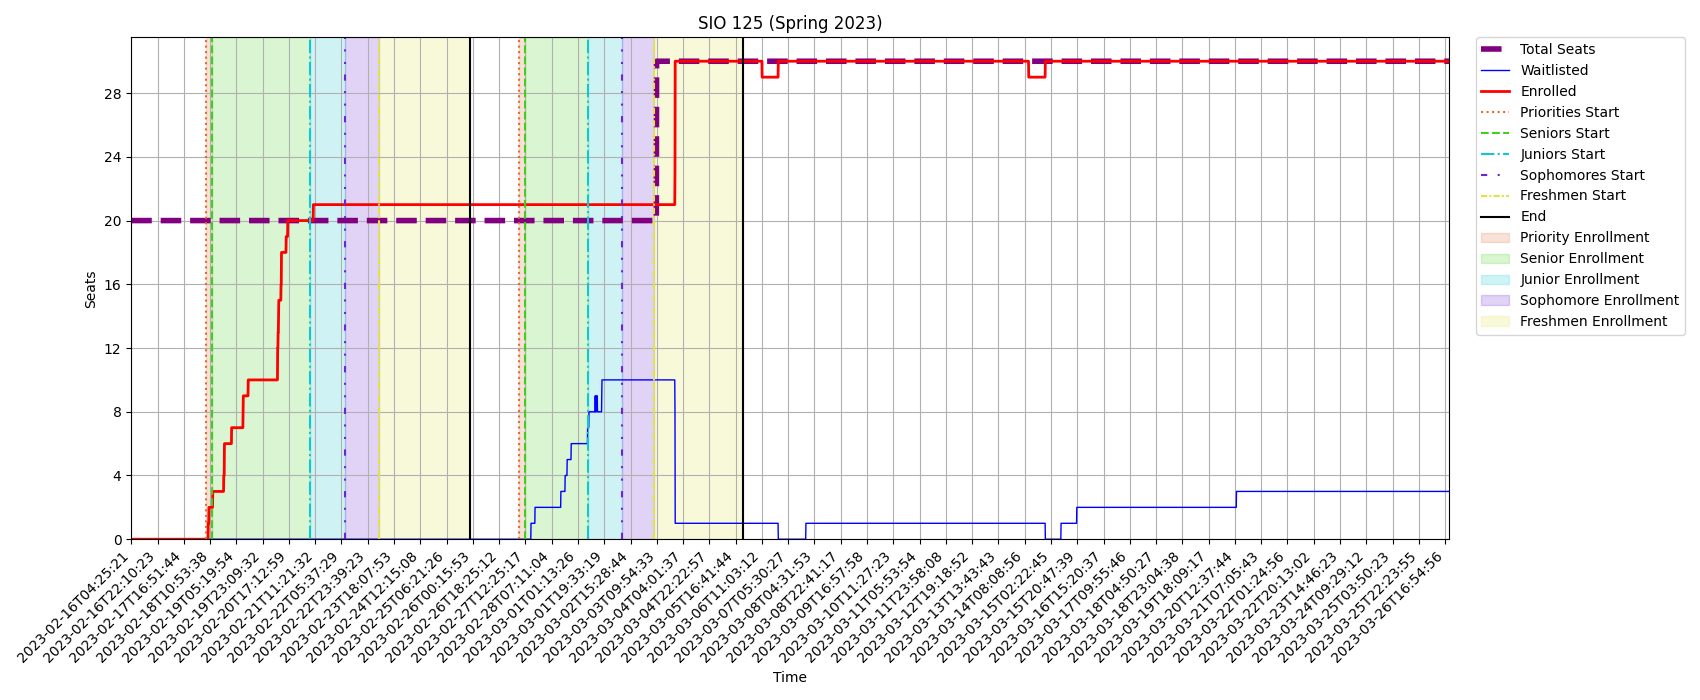 SIO 125 (Spring 2023)
Total Seats
Waitlisted
Enrolled
Priorities Start
Seniors Start
Juniors Start
Sophomores Start
Freshmen Start
End
Priority Enrollment
Senior Enrollment
Junior Enrollment
Sophomore Enrollment
Freshmen Enrollment
Seats
28
24
20
16
12
8
4
0
2023-02-16T04:25:21
2023-02-16T22:10:23
2023-02-17T16:51:44
2023-02-18T10:53:38
2023-02-19T05:19:54
2023-02-19T23:09:32
2023-02-20T17:12:59
2023-02-21T11:21:32
2023-02-22T05:37:29
2023-02-22T23:39:23
2023-02-23T18:07:53
2023-02-24T12:15:08
2023-02-25T06:21:26
2023-02-26T00:15:53
2023-02-26T18:25:12
2023-02-27T12:25:17
2023-02-28T07:11:04
2023-03-01T01:13:26
2023-03-01T19:33:19
2023-03-02T15:28:44
2023-03-03T09:54:33
2023-03-04T04:01:37
2023-03-04T22:22:57
2023-03-05T16:41:44
2023-03-06T11:03:12
2023-03-07T05:30:27
2023-03-08T04:31:53
2023-03-08T22:41:17
2023-03-09T16:57:58
2023-03-10T11:27:23
2023-03-11T05:53:54
2023-03-11T23:58:08
2023-03-12T19:18:52
2023-03-13T13:43:43
2023-03-14T08:08:56
2023-03-15T02:22:45
2023-03-15T20:47:39
2023-03-16T15:20:37
2023-03-17T09:55:46
2023-03-18T04:50:27
2023-03-18T23:04:38
2023-03-19T18:09:17
2023-03-20T12:37:44
2023-03-21T07:05:43
2023-03-22T01:24:56
2023-03-22T20:13:02
2023-03-23T14:46:23
2023-03-24T09:29:12
2023-03-25T03:50:23
2023-03-25T22:23:55
2023-03-26T16:54:56
Time